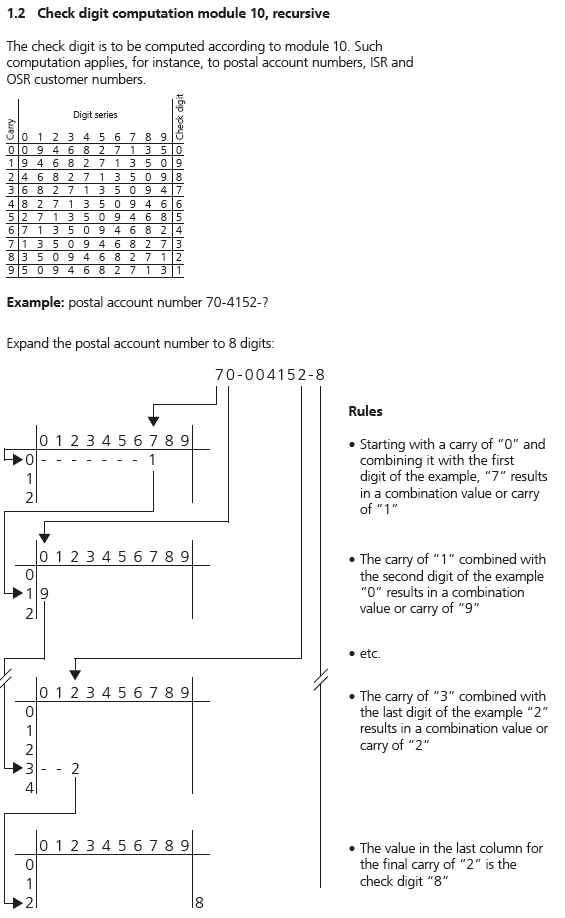 1.2 Check digit computation module 10, recursive
The check digit is to be computed according to module 10. Such
computation applies, for instance, to postal account numbers, ISR and
OSR customer numbers.
Carry
Digit series
Check digit
0 1 2 3 4 5 6 7 8 9
0 0 9 4 6 8 2 7 1 3 5 0
1 9 4 6 8 2 7 1 3 5 0 9
2 4 6 8 2 7 1 3 5 0 9 8
3 6 8 2 7 1 3 5 0 9 4 7
4 8 2 7 1 3 5 0 9 4 6 6
5 2 7 1 3 5 0 9 4 6 8 5
6 7 1 3 5 0 9 4 6 8 2 4
7 1 3 5 0 9 4 6 8 2 7 3
8 3 5 0 9 4 6 8 2 7 1 2
9 5 0 9 4 6 8 2 7 1 3 1
Example: postal account number 70-4152-?
Expand the postal account number to 8 digits:
70-004152-8
Rules
0 1 2 3 4 5 6 7 8 9
0 - - - - - - - 1
1
2
• Starting with a carry of "0" and
combining it with the first
digit of the example, "7" results
in a combination value or carry
of "1"
0 1 2 3 4 5 6 7 8 9
0
1 9
2
• The carry of "1" combined with
the second digit of the example
"0" results in a combination
value or carry of "9"
• etc.
0 1 2 3 4 5 6 7 8 9
0
1
2
3 - - 2
4
• The carry of "3" combined with
the last digit of the example "2"
results in a combination value or
carry of "2"
0 1 2 3 4 5 6 7 8 9
0
1
2 8
• The value in the last column for
the final carry of "2" is the
check digit "8"